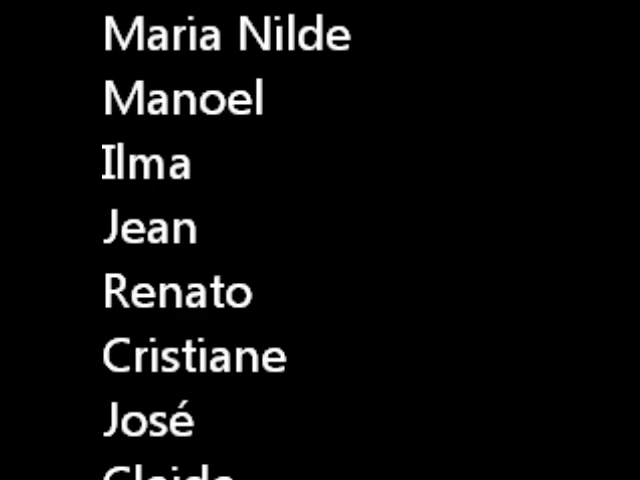 Maria Nilde
Manoel
Ilma
Jean
Renato
Cristiane
José